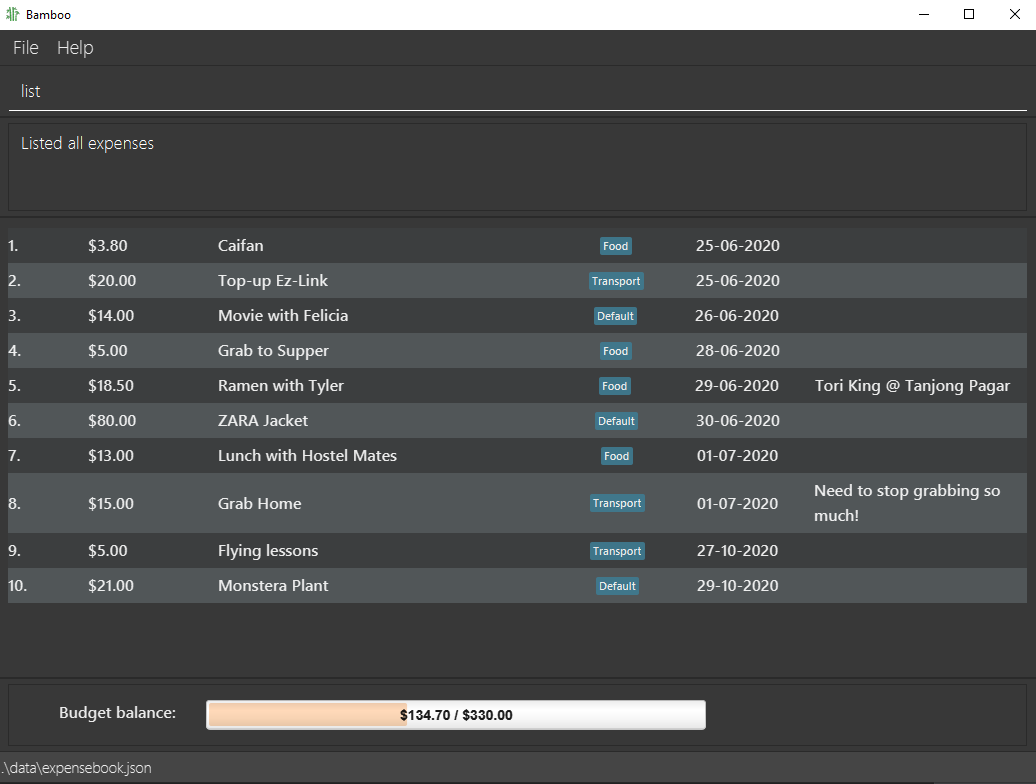 Bamboo
File Help
list
Listed all expenses
1. $3.80 Caifan Food 25-06-2020
2. $20.00 Top-up Ez-Link Transport 25-06-2020
3. $14.00 Movie with Felicia Default 26-06-2020
4. $5.00 Grab to Supper Food 28-06-2020
5. $18.50 Ramen with Tyler Food 29-06-2020 Tori King @ Tanjong Pagar
6. $80.00 ZARA Jacket Default 30-06-2020
7. $13.00 Lunch with Hostel Mates Food 01-07-2020
8. $15.00 Grab Home Transport 01-07-2020 Need to stop grabbing so
much!
9. $5.00 Flying lessons Transport 27-10-2020
10. $21.00 Monstera Plant Default 29-10-2020
Budget balance: $134.70 / $330.00
.\data\expensebook.json